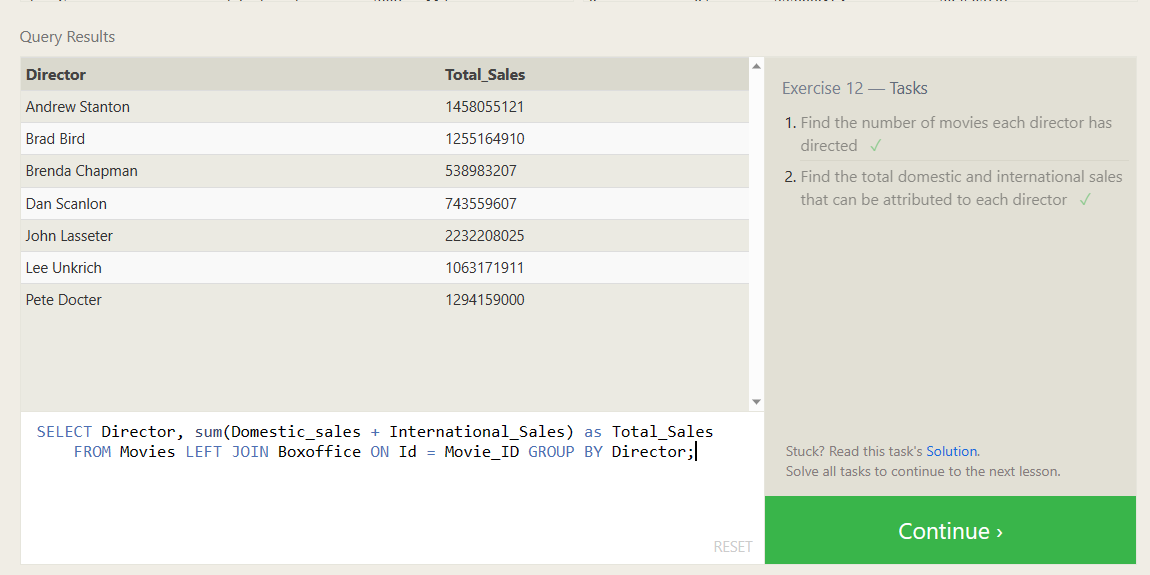 Query Results
Director Total_Sales
Andrew Stanton 1458055121
Brad Bird 1255164910
Brenda Chapman 538983207
Dan Scanlon 743559607
John Lasseter 2232208025
Lee Unkrich 1063171911
Pete Docter 1294159000
SELECT Director, sum(Domestic_sales + International_Sales) as Total_Sales
FROM Movies LEFT JOIN Boxoffice ON Id = Movie_ID GROUP BY Director;
RESET
Exercise 12 — Tasks
1. Find the number of movies each director has
directed ✓
2. Find the total domestic and international sales
that can be attributed to each director ✓
Stuck? Read this task's Solution.
Solve all tasks to continue to the next lesson.
Continue ›